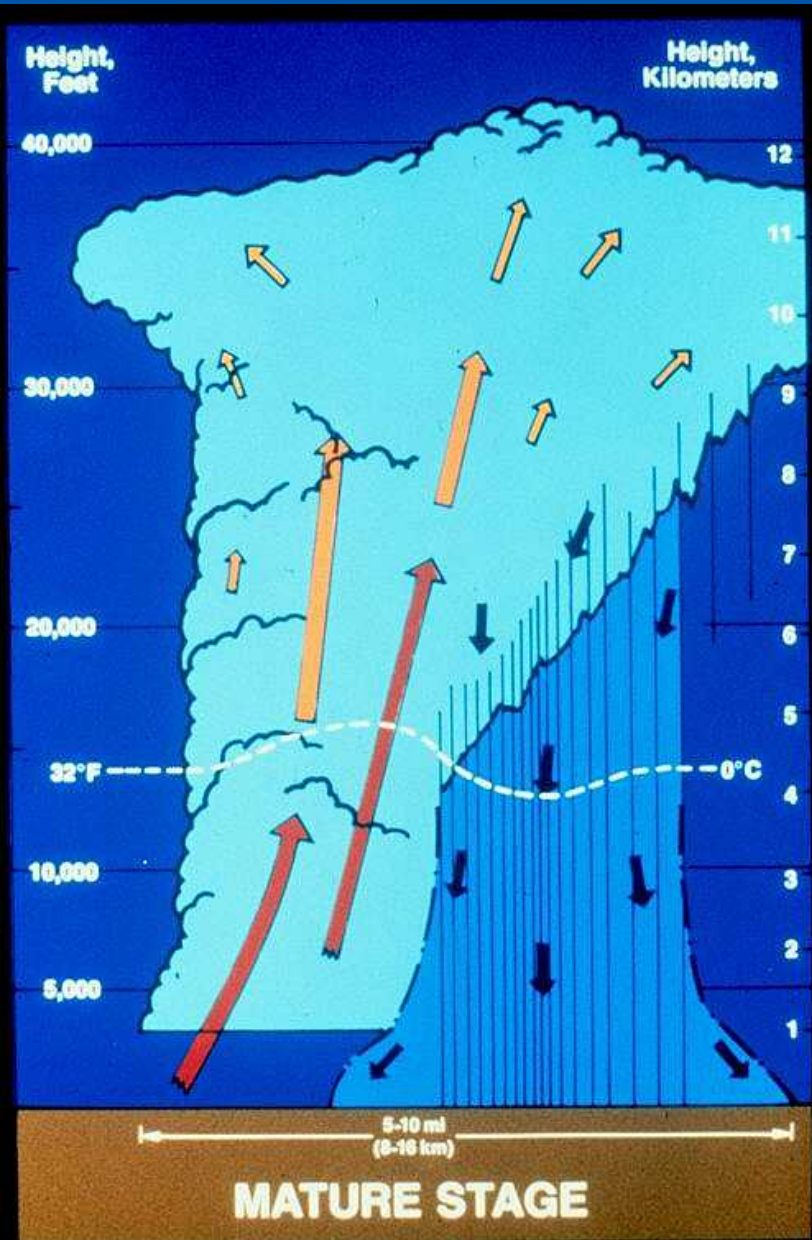 Height,
Feet
Height,
Kilometers
40,000
12
11
10
30,000
9
8
7
20,000
6
5
32°F
0°C
4
10,000
3
2
5,000
1
5-10 mi
(8-16 km)
MATURE STAGE